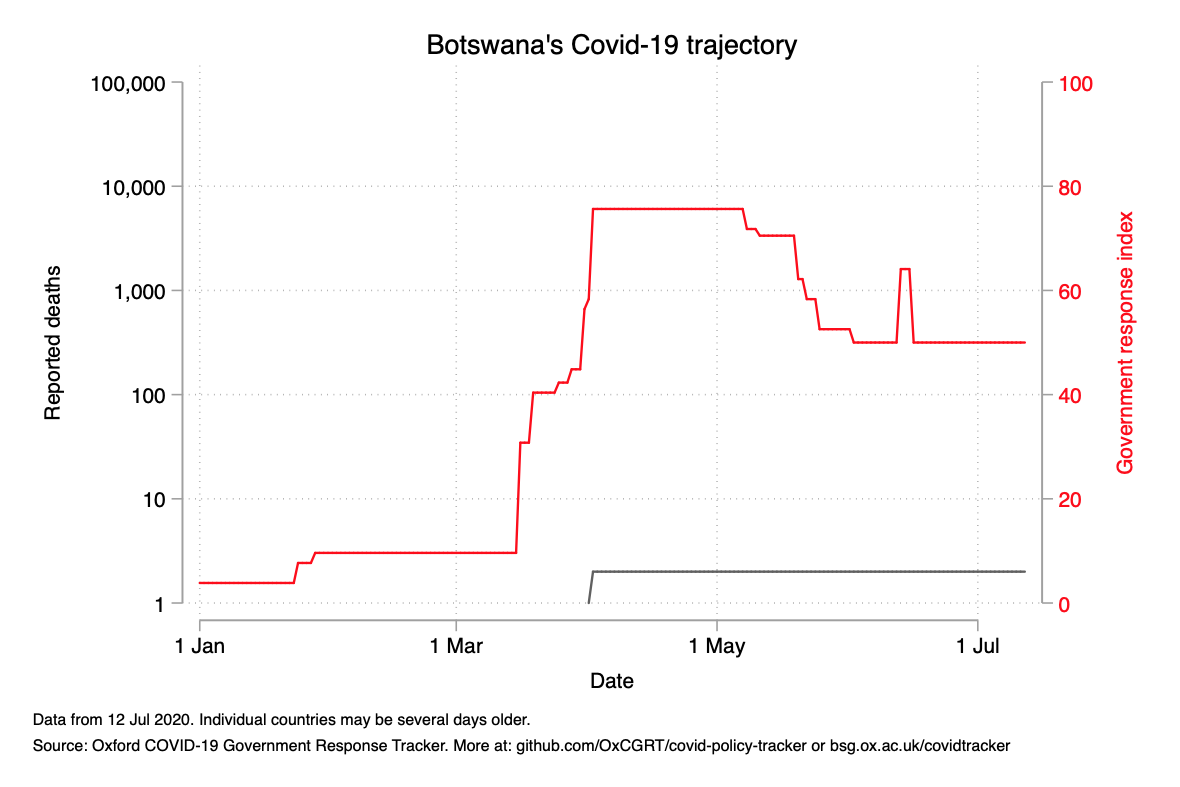 Botswana's Covid-19 trajectory
100,000
10,000
1,000
100
10
1
Reported deaths
100
80
60
40
20
0
Government response index
1 Jan
1 Mar
1 May
1 Jul
Date
Data from 12 Jul 2020. Individual countries may be several days older.
Source: Oxford COVID-19 Government Response Tracker. More at: github.com/OxCGRT/covid-policy-tracker or bsg.ox.ac.uk/covidtracker